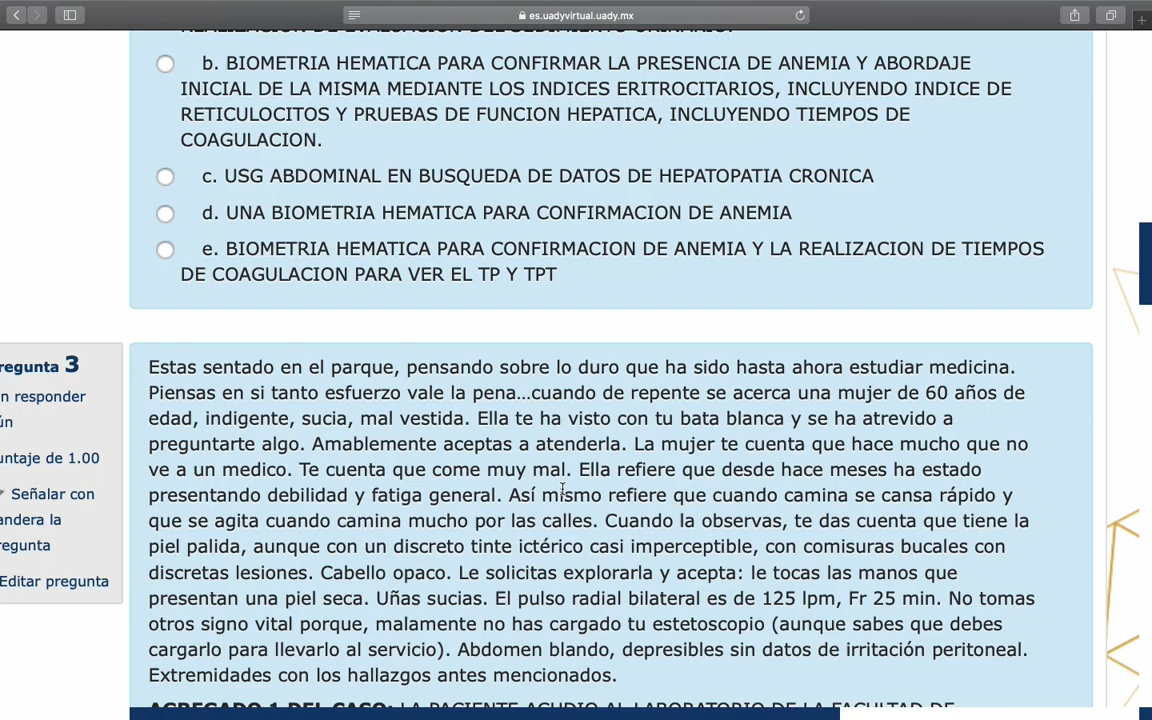 es.uadyvirtual.uady.mx
b. BIOMETRIA HEMATICA PARA CONFIRMAR LA PRESENCIA DE ANEMIA Y ABORDAJE
INICIAL DE LA MISMA MEDIANTE LOS INDICES ERITROCITARIOS, INCLUYENDO INDICE DE
RETICULOCITOS Y PRUEBAS DE FUNCION HEPATICA, INCLUYENDO TIEMPOS DE
COAGULACION.
c. USG ABDOMINAL EN BUSQUEDA DE DATOS DE HEPATOPATIA CRONICA
d. UNA BIOMETRIA HEMATICA PARA CONFIRMACION DE ANEMIA
e. BIOMETRIA HEMATICA PARA CONFIRMACION DE ANEMIA Y LA REALIZACION DE TIEMPOS
DE COAGULACION PARA VER EL TP Y TPT
regunta 3
n responder
ún
untaje de 1.00
Señalar con
andera la
regunta
Editar pregunta
Estas sentado en el parque, pensando sobre lo duro que ha sido hasta ahora estudiar medicina.
Piensas en si tanto esfuerzo vale la pena...cuando de repente se acerca una mujer de 60 años de
edad, indigente, sucia, mal vestida. Ella te ha visto con tu bata blanca y se ha atrevido a
preguntarte algo. Amablemente aceptas a atenderla. La mujer te cuenta que hace mucho que no
ve a un medico. Te cuenta que come muy mal. Ella refiere que desde hace meses ha estado
presentando debilidad y fatiga general. Así mismo refiere que cuando camina se cansa rápido y
que se agita cuando camina mucho por las calles. Cuando la observas, te das cuenta que tiene la
piel palida, aunque con un discreto tinte ictérico casi imperceptible, con comisuras bucales con
discretas lesiones. Cabello opaco. Le solicitas explorarla y acepta: le tocas las manos que
presentan una piel seca. Uñas sucias. El pulso radial bilateral es de 125 lpm, Fr 25 min. No tomas
otros signo vital porque, malamente no has cargado tu estetoscopio (aunque sabes que debes
cargarlo para llevarlo al servicio). Abdomen blando, depresibles sin datos de irritación peritoneal.
Extremidades con los hallazgos antes mencionados.
AGREGADO 1 DEL CASO: LA PACIENTE ACUDIO AL LABORATORIO DE LA FACULTAD DE